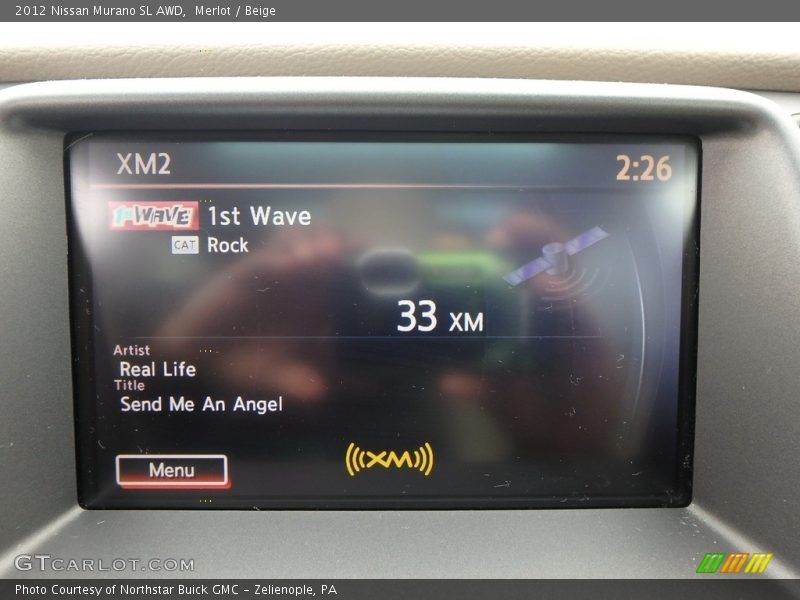 2012 Nissan Murano SL AWD,  Merlot / Beige
XM2
2:26
1st WAVE
1st Wave
CAT Rock
33 XM
Artist
Real Life
Title
Send Me An Angel
Menu
((XM))
GTCARLOT.COM
Photo Courtesy of Northstar Buick GMC – Zelienople, PA